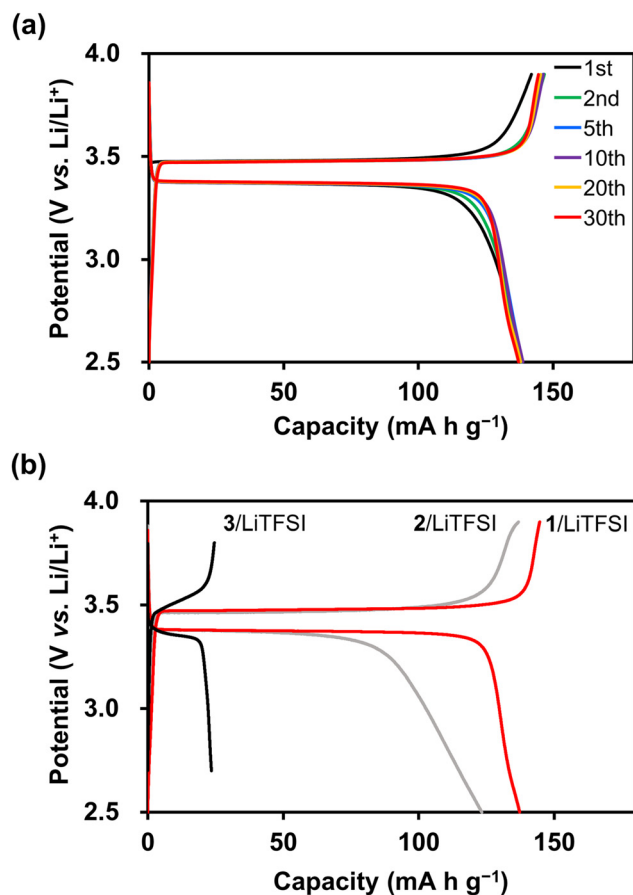 (a)
4.0
3.5
3.0
2.5
Potential (V vs. Li/Li⁺)
1st
2nd
5th
10th
20th
30th
0
50
100
150
Capacity (mA h g⁻¹)
(b)
4.0
3.5
3.0
2.5
Potential (V vs. Li/Li⁺)
3/LiTFSI
2/LiTFSI
1/LiTFSI
0
50
100
150
Capacity (mA h g⁻¹)